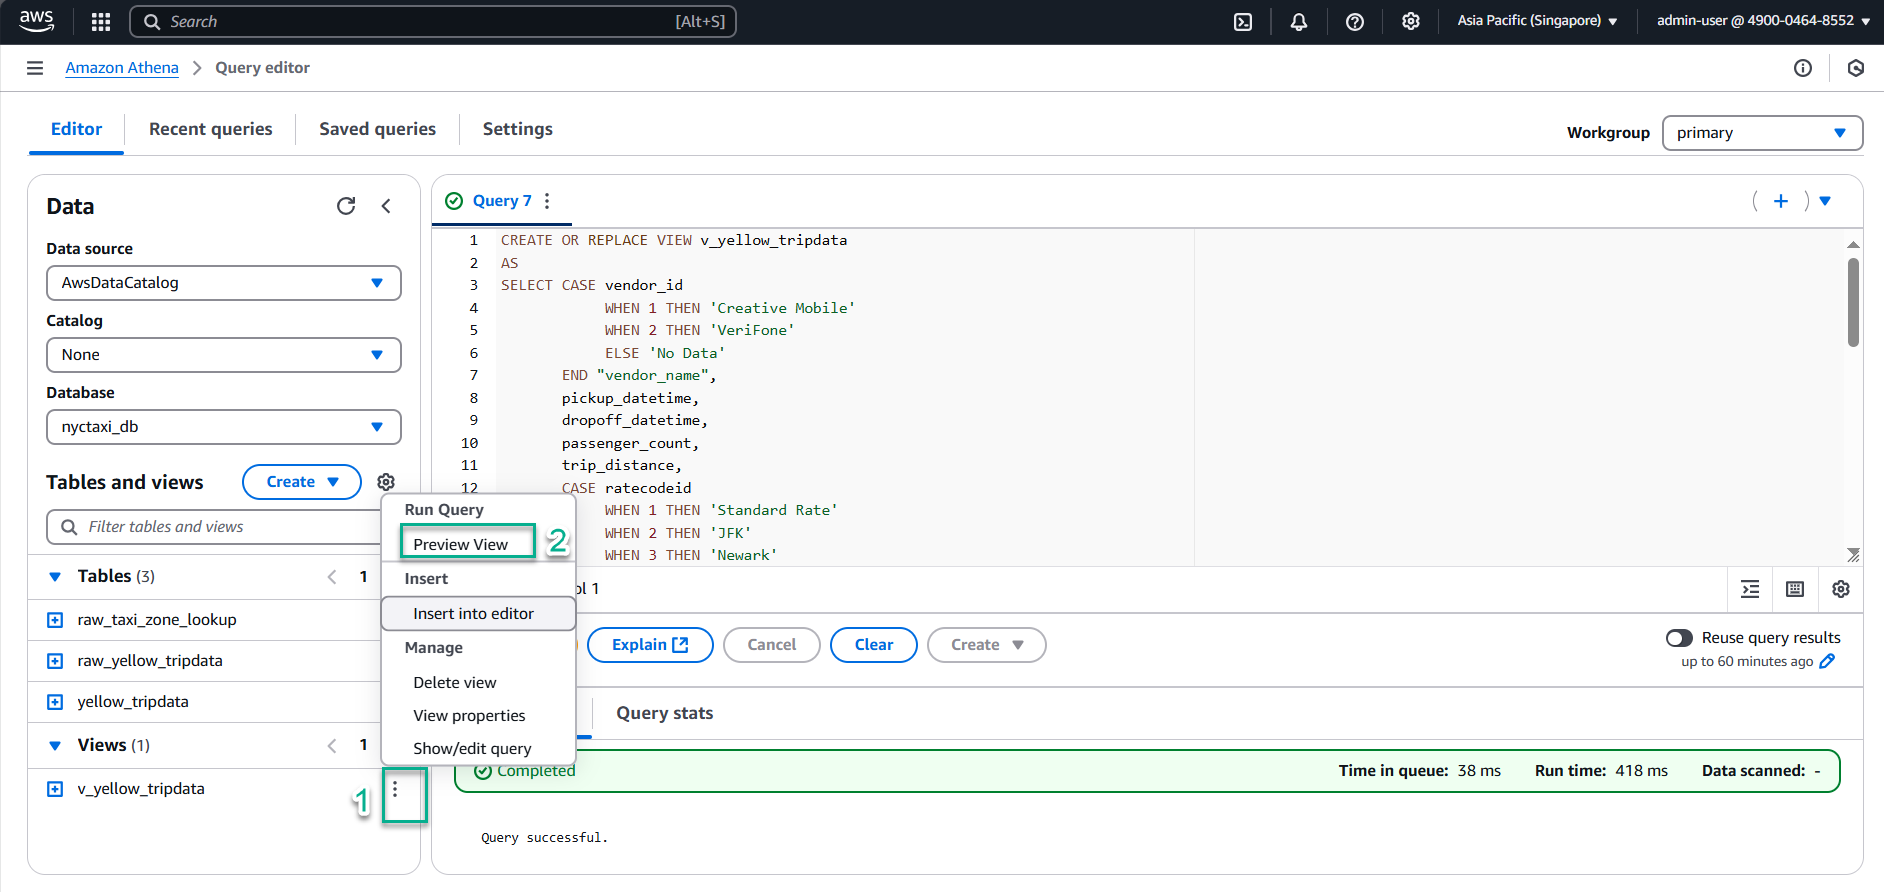 aws
Search [Alt+S]
Asia Pacific (Singapore)
admin-user @ 4900-0464-8552
Amazon Athena
Query editor
Editor
Recent queries
Saved queries
Settings
Workgroup
primary
Data
Data source
AwsDataCatalog
Catalog
None
Database
nyctaxi_db
Tables and views
Create
Filter tables and views
Tables (3)
1
raw_taxi_zone_lookup
raw_yellow_tripdata
yellow_tripdata
Views (1)
1
v_yellow_tripdata
1
Run Query
Preview View
2
Insert
Insert into editor
Manage
Delete view
View properties
Show/edit query
Query 7
1 CREATE OR REPLACE VIEW v_yellow_tripdata
2 AS
3 SELECT CASE vendor_id
4 WHEN 1 THEN 'Creative Mobile'
5 WHEN 2 THEN 'VeriFone'
6 ELSE 'No Data'
7 END "vendor_name",
8 pickup_datetime,
9 dropoff_datetime,
10 passenger_count,
11 trip_distance,
12 CASE ratecodeid
WHEN 1 THEN 'Standard Rate'
WHEN 2 THEN 'JFK'
WHEN 3 THEN 'Newark'
1
Explain
Cancel
Clear
Create
Reuse query results
up to 60 minutes ago
Query stats
Completed
Time in queue: 38 ms
Run time: 418 ms
Data scanned: -
Query successful.